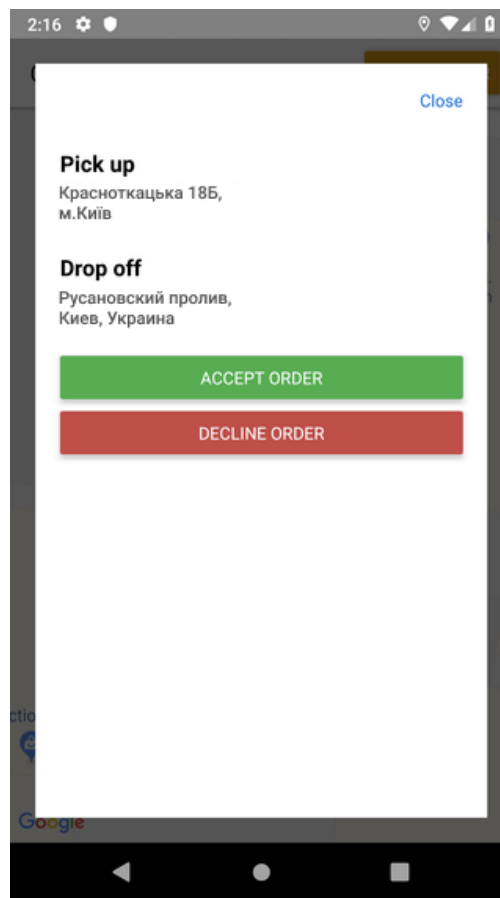 2:16
Close
Pick up
Красноткацька 18Б,
м.Київ
Drop off
Русановский пролив,
Киев, Украина
ACCEPT ORDER
DECLINE ORDER
Google